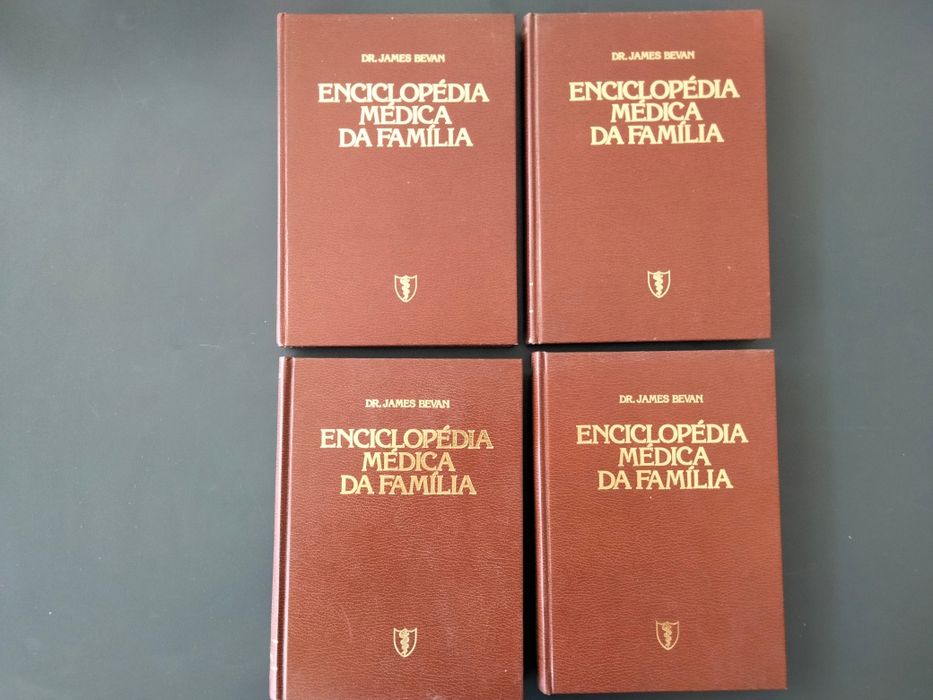 DR. JAMES BEVAN
ENCICLOPÉDIA
MÉDICA
DA FAMÍLIA
DR. JAMES BEVAN
ENCICLOPÉDIA
MÉDICA
DA FAMÍLIA
DR. JAMES BEVAN
ENCICLOPÉDIA
MÉDICA
DA FAMÍLIA
DR. JAMES BEVAN
ENCICLOPÉDIA
MÉDICA
DA FAMÍLIA